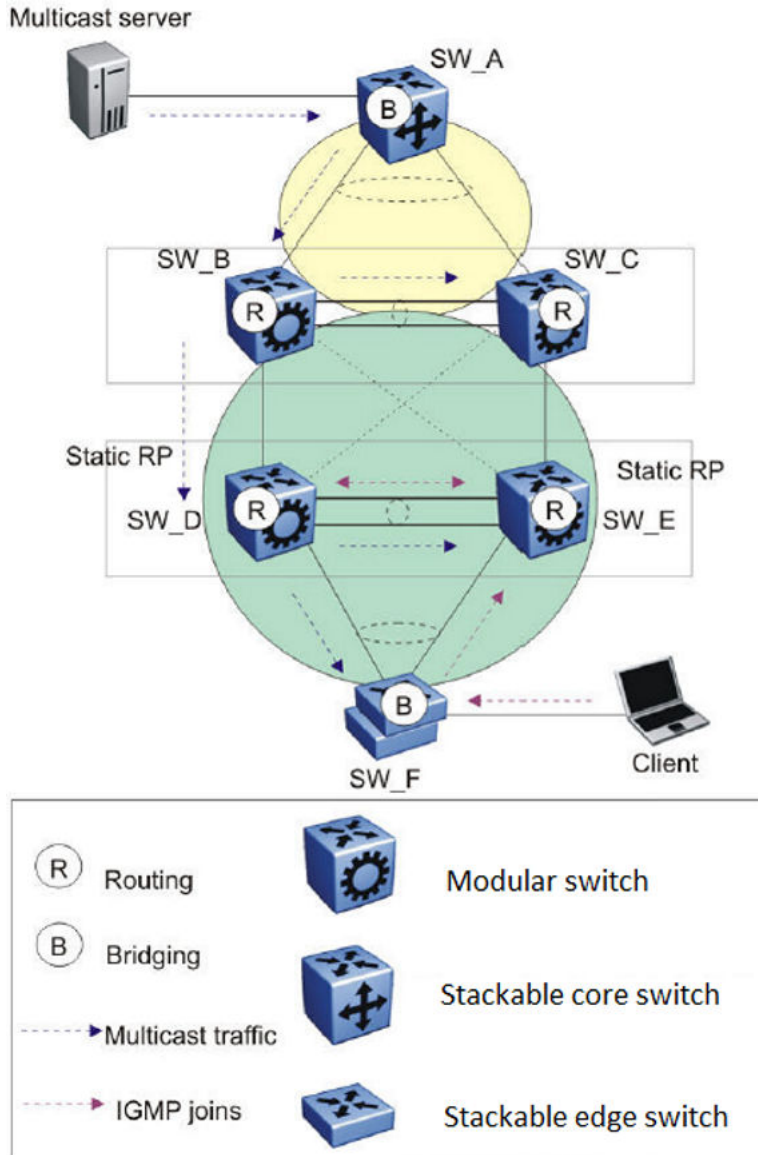 Multicast server
SW_A
B
SW_B
SW_C
R
R
Static RP
Static RP
SW_D
R
R
SW_E
B
SW_F
Client
R Routing
Modular switch
B Bridging
Stackable core switch
Multicast traffic
IGMP joins
Stackable edge switch